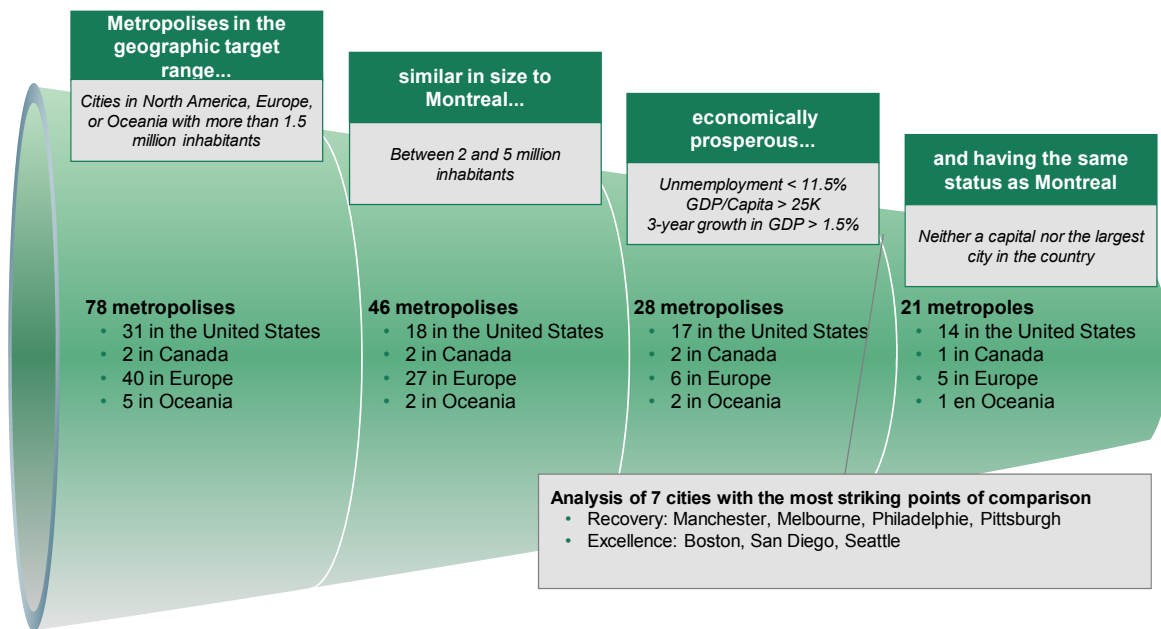 Metropolises in the
geographic target
range...
Cities in North America, Europe,
or Oceania with more than 1.5
million inhabitants
78 metropolises
• 31 in the United States
• 2 in Canada
• 40 in Europe
• 5 in Oceania
similar in size to
Montreal...
Between 2 and 5 million
inhabitants
46 metropolises
• 18 in the United States
• 2 in Canada
• 27 in Europe
• 2 in Oceania
economically
prosperous...
Unmemployment < 11.5%
GDP/Capita > 25K
3-year growth in GDP > 1.5%
28 metropolises
• 17 in the United States
• 2 in Canada
• 6 in Europe
• 2 in Oceania
and having the same
status as Montreal
Neither a capital nor the largest
city in the country
21 metropoles
• 14 in the United States
• 1 in Canada
• 5 in Europe
• 1 en Oceania
Analysis of 7 cities with the most striking points of comparison
• Recovery: Manchester, Melbourne, Philadelphie, Pittsburgh
• Excellence: Boston, San Diego, Seattle